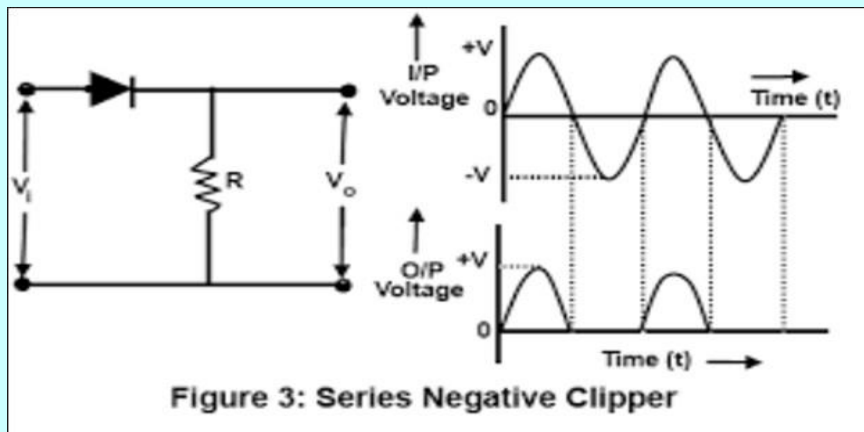 Vi
R
Vo
I/P
Voltage
+V
0
-V
Time (t)
O/P
Voltage
+V
0
Time (t)
Figure 3: Series Negative Clipper